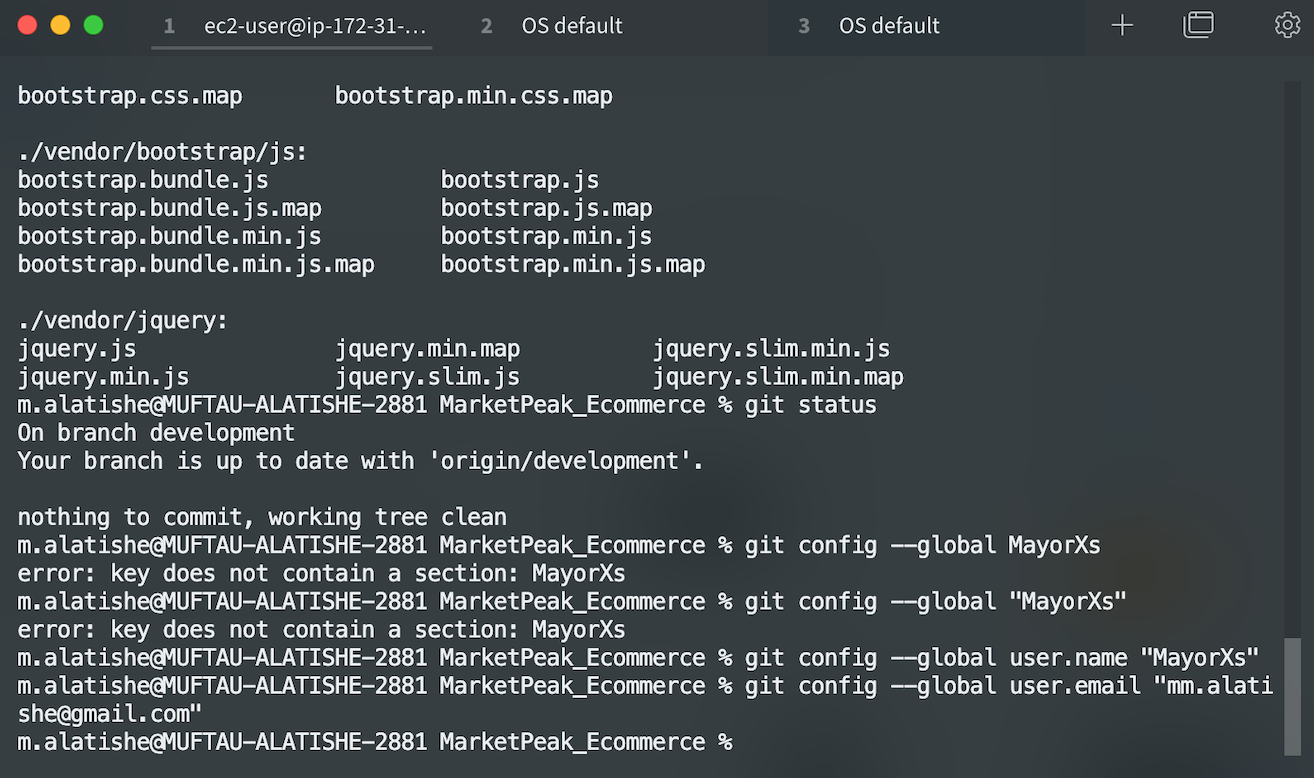 1 ec2-user@ip-172-31-... 2 OS default 3 OS default
bootstrap.css.map bootstrap.min.css.map
./vendor/bootstrap/js:
bootstrap.bundle.js bootstrap.js
bootstrap.bundle.js.map bootstrap.js.map
bootstrap.bundle.min.js bootstrap.min.js
bootstrap.bundle.min.js.map bootstrap.min.js.map
./vendor/jquery:
jquery.js jquery.min.map jquery.slim.min.js
jquery.min.js jquery.slim.js jquery.slim.min.map
m.alatishe@MUFTAU-ALATISHE-2881 MarketPeak_Ecommerce % git status
On branch development
Your branch is up to date with 'origin/development'.
nothing to commit, working tree clean
m.alatishe@MUFTAU-ALATISHE-2881 MarketPeak_Ecommerce % git config --global MayorXs
error: key does not contain a section: MayorXs
m.alatishe@MUFTAU-ALATISHE-2881 MarketPeak_Ecommerce % git config --global "MayorXs"
error: key does not contain a section: MayorXs
m.alatishe@MUFTAU-ALATISHE-2881 MarketPeak_Ecommerce % git config --global user.name "MayorXs"
m.alatishe@MUFTAU-ALATISHE-2881 MarketPeak_Ecommerce % git config --global user.email "mm.alati
she@gmail.com"
m.alatishe@MUFTAU-ALATISHE-2881 MarketPeak_Ecommerce %